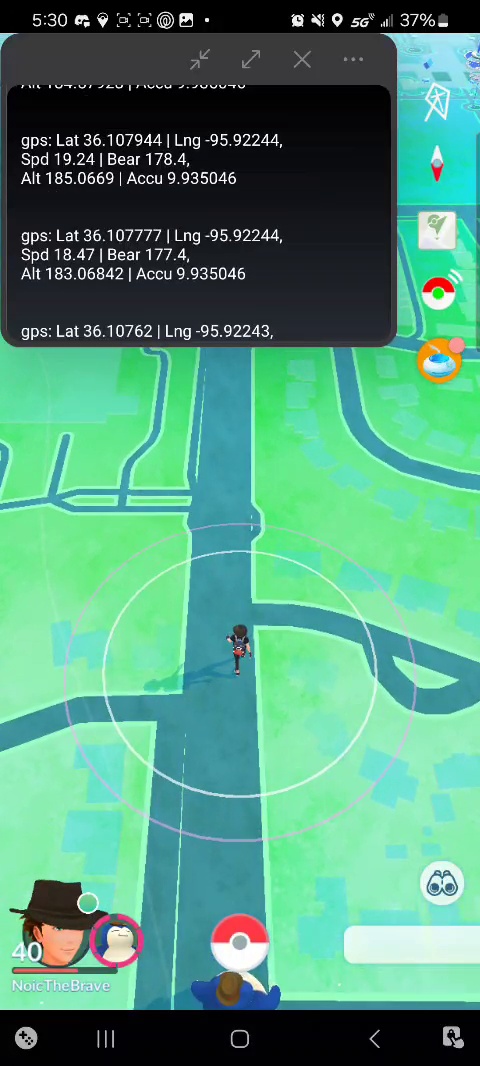 5:30
5G
37%
gps: Lat 36.107944 | Lng -95.92244,
Spd 19.24 | Bear 178.4,
Alt 185.0669 | Accu 9.935046
gps: Lat 36.107777 | Lng -95.92244,
Spd 18.47 | Bear 177.4,
Alt 183.06842 | Accu 9.935046
gps: Lat 36.10762 | Lng -95.92243,
40
NoicTheBrave